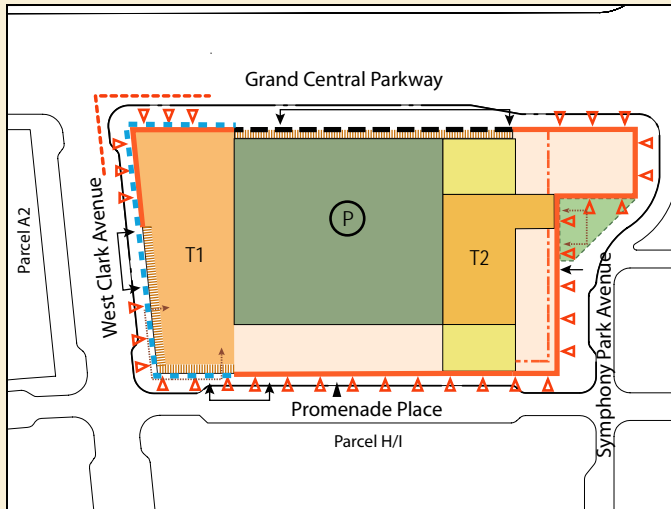 Grand Central Parkway
Parcel A2
West Clark Avenue
P
T1
T2
Symphony Park Avenue
Promenade Place
Parcel H/I